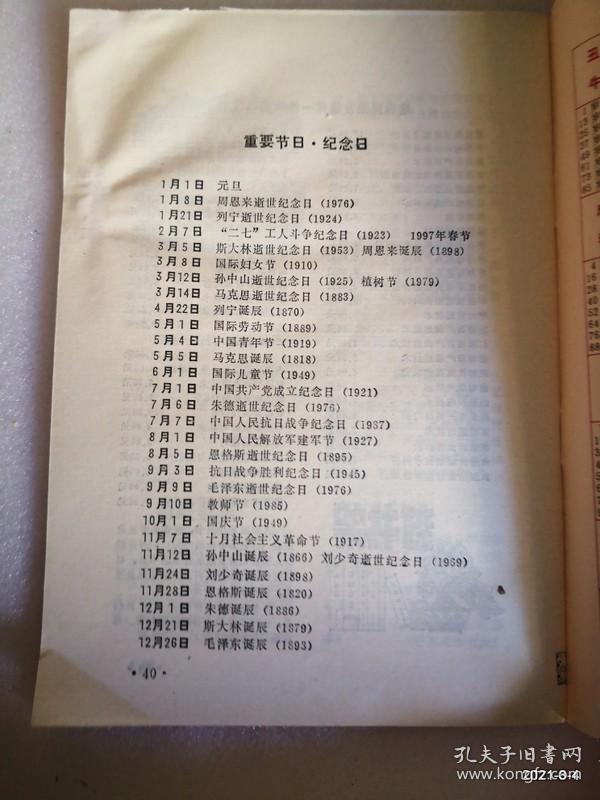 重要节日·纪念日
1月1日 元旦
1月8日 周恩来逝世纪念日(1976)
1月21日 列宁逝世纪念日(1924)
2月7日 “二七”工人斗争纪念日(1923) 1997年春节
3月5日 斯大林逝世纪念日(1953) 周恩来诞辰(1898)
3月8日 国际妇女节(1910)
3月12日 孙中山逝世纪念日(1925) 植树节(1979)
3月14日 马克思逝世纪念日(1883)
4月22日 列宁诞辰(1870)
5月1日 国际劳动节(1889)
5月4日 中国青年节(1919)
5月5日 马克思诞辰(1818)
6月1日 国际儿童节(1949)
7月1日 中国共产党成立纪念日(1921)
7月6日 朱德逝世纪念日(1976)
7月7日 中国人民抗日战争纪念日(1937)
8月1日 中国人民解放军建军节(1927)
8月5日 恩格斯逝世纪念日(1895)
9月3日 抗日战争胜利纪念日(1945)
9月9日 毛泽东逝世纪念日(1976)
9月10日 教师节(1985)
10月1日 国庆节(1949)
11月7日 十月社会主义革命节(1917)
11月12日 孙中山诞辰(1866) 刘少奇逝世纪念日(1969)
11月24日 刘少奇诞辰(1898)
11月28日 恩格斯诞辰(1820)
12月1日 朱德诞辰(1886)
12月21日 斯大林诞辰(1879)
12月26日 毛泽东诞辰(1893)
·40·
孔夫子旧书网
www.kongfz.com
2021-8-4